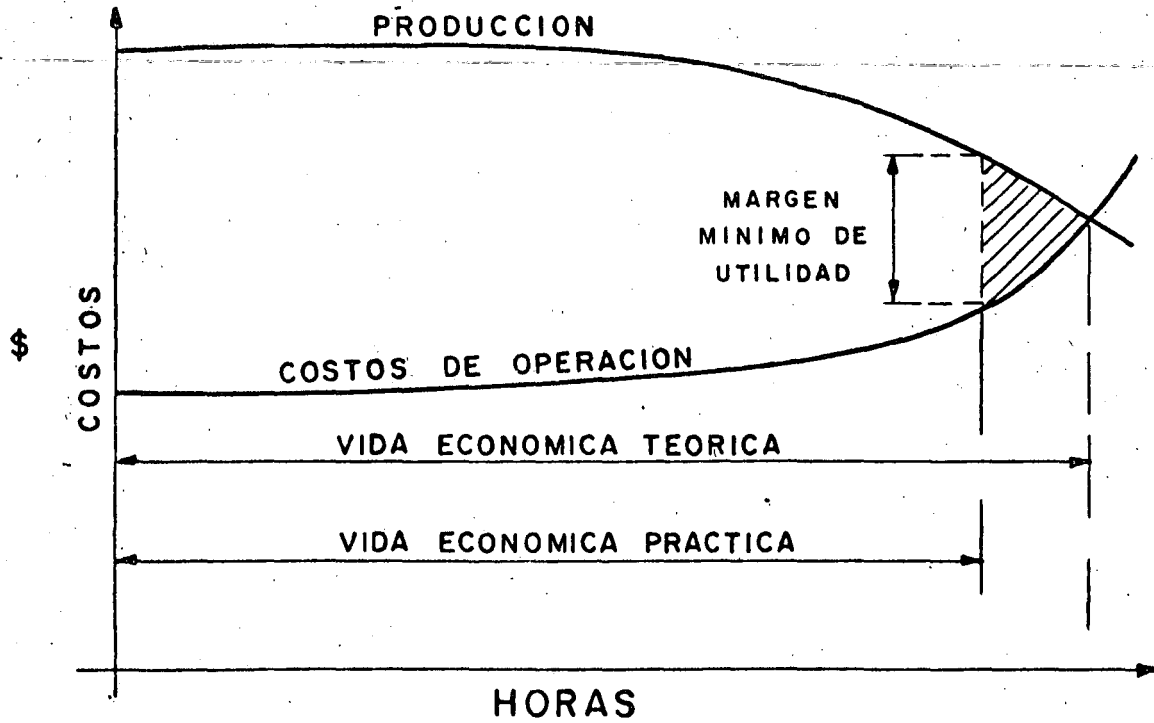 PRODUCCION
MARGEN
MINIMO DE
UTILIDAD
$
COSTOS
COSTOS DE OPERACION
VIDA ECONOMICA TEORICA
VIDA ECONOMICA PRACTICA
HORAS